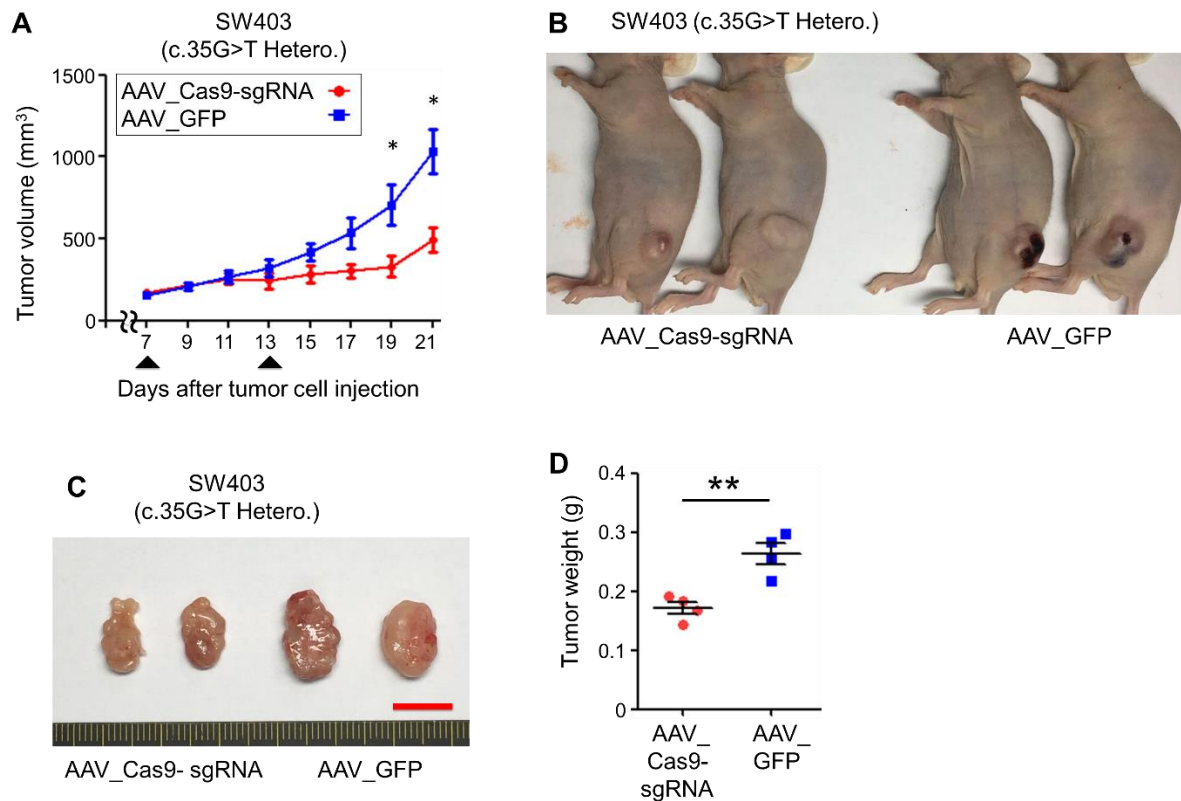 A
SW403
(c.35G>T Hetero.)
1500
1000
500
0
Tumor volume (mm³)
AAV_Cas9-sgRNA
AAV_GFP
*
*
7 9 11 13 15 17 19 21
Days after tumor cell injection
B
SW403 (c.35G>T Hetero.)
AAV_Cas9-sgRNA
AAV_GFP
C
SW403
(c.35G>T Hetero.)
AAV_Cas9- sgRNA
AAV_GFP
D
0.4
0.3
0.2
0.1
0
Tumor weight (g)
**
AAV_
Cas9-
sgRNA
AAV_
GFP